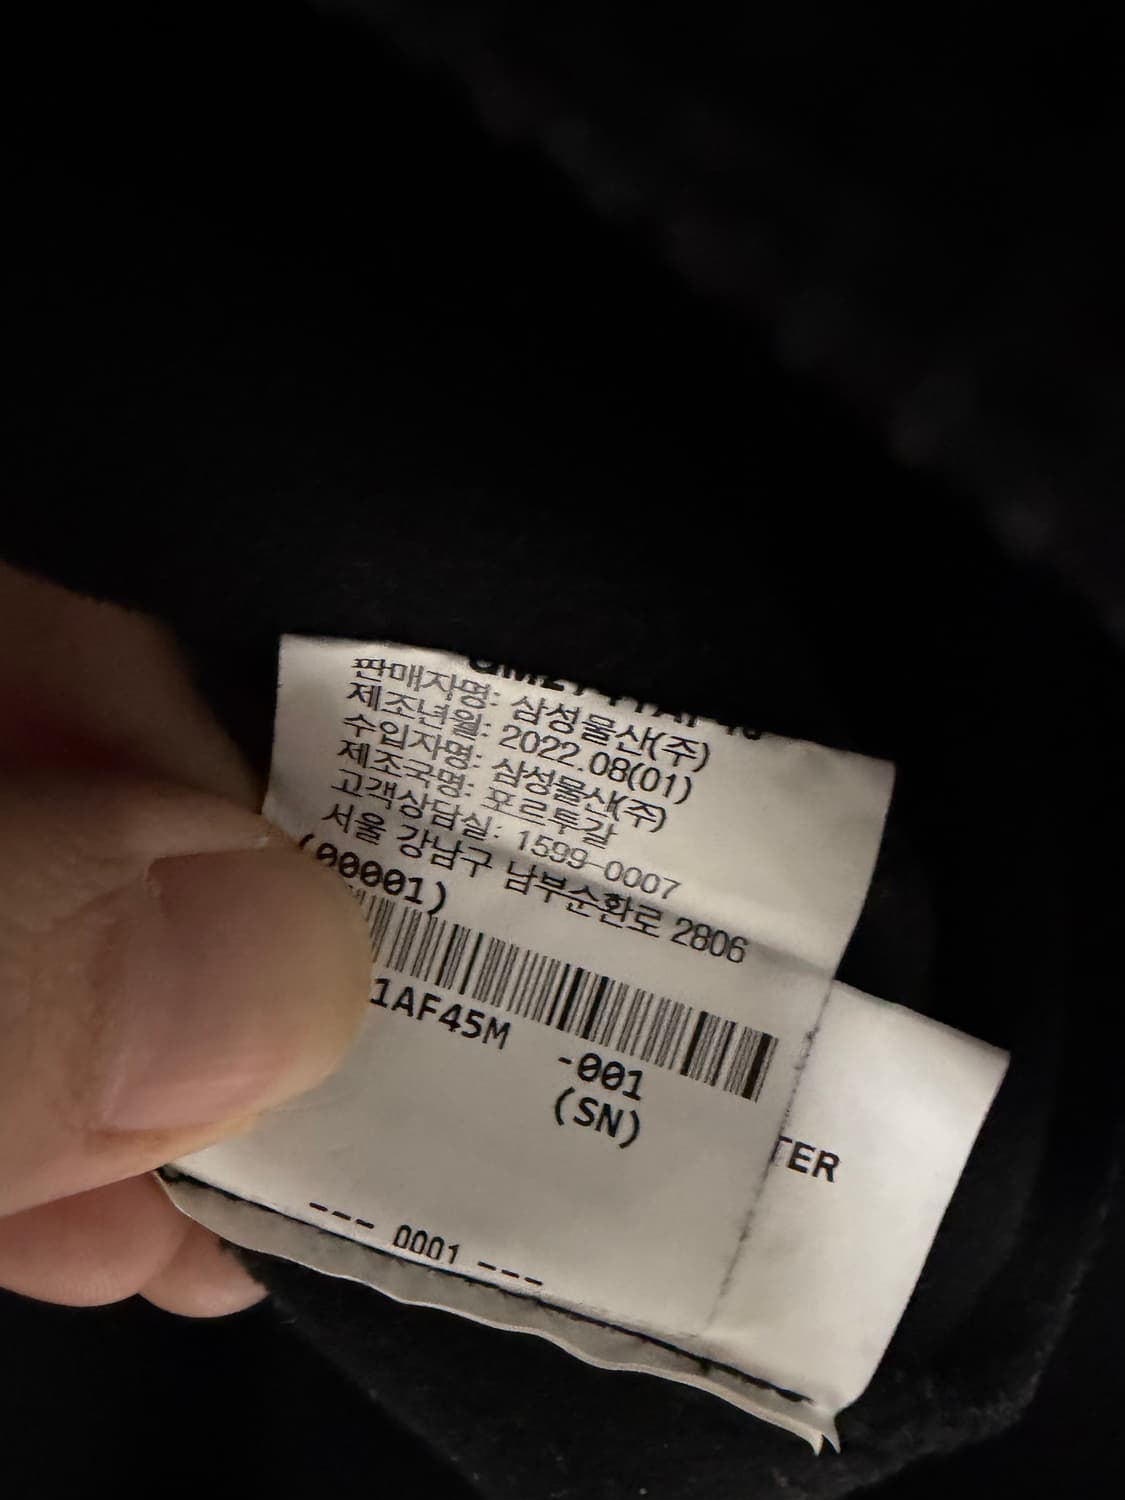 판매자명: 삼성물산(주)
제조년월: 2022.08(01)
수입자명: 삼성물산(주)
제조국명: 포르투갈
고객상담실: 1599-0007
서울 강남구 남부순환로 2806
(00001)
1AF45M -001
(SN)
TER
--- 0001 ---